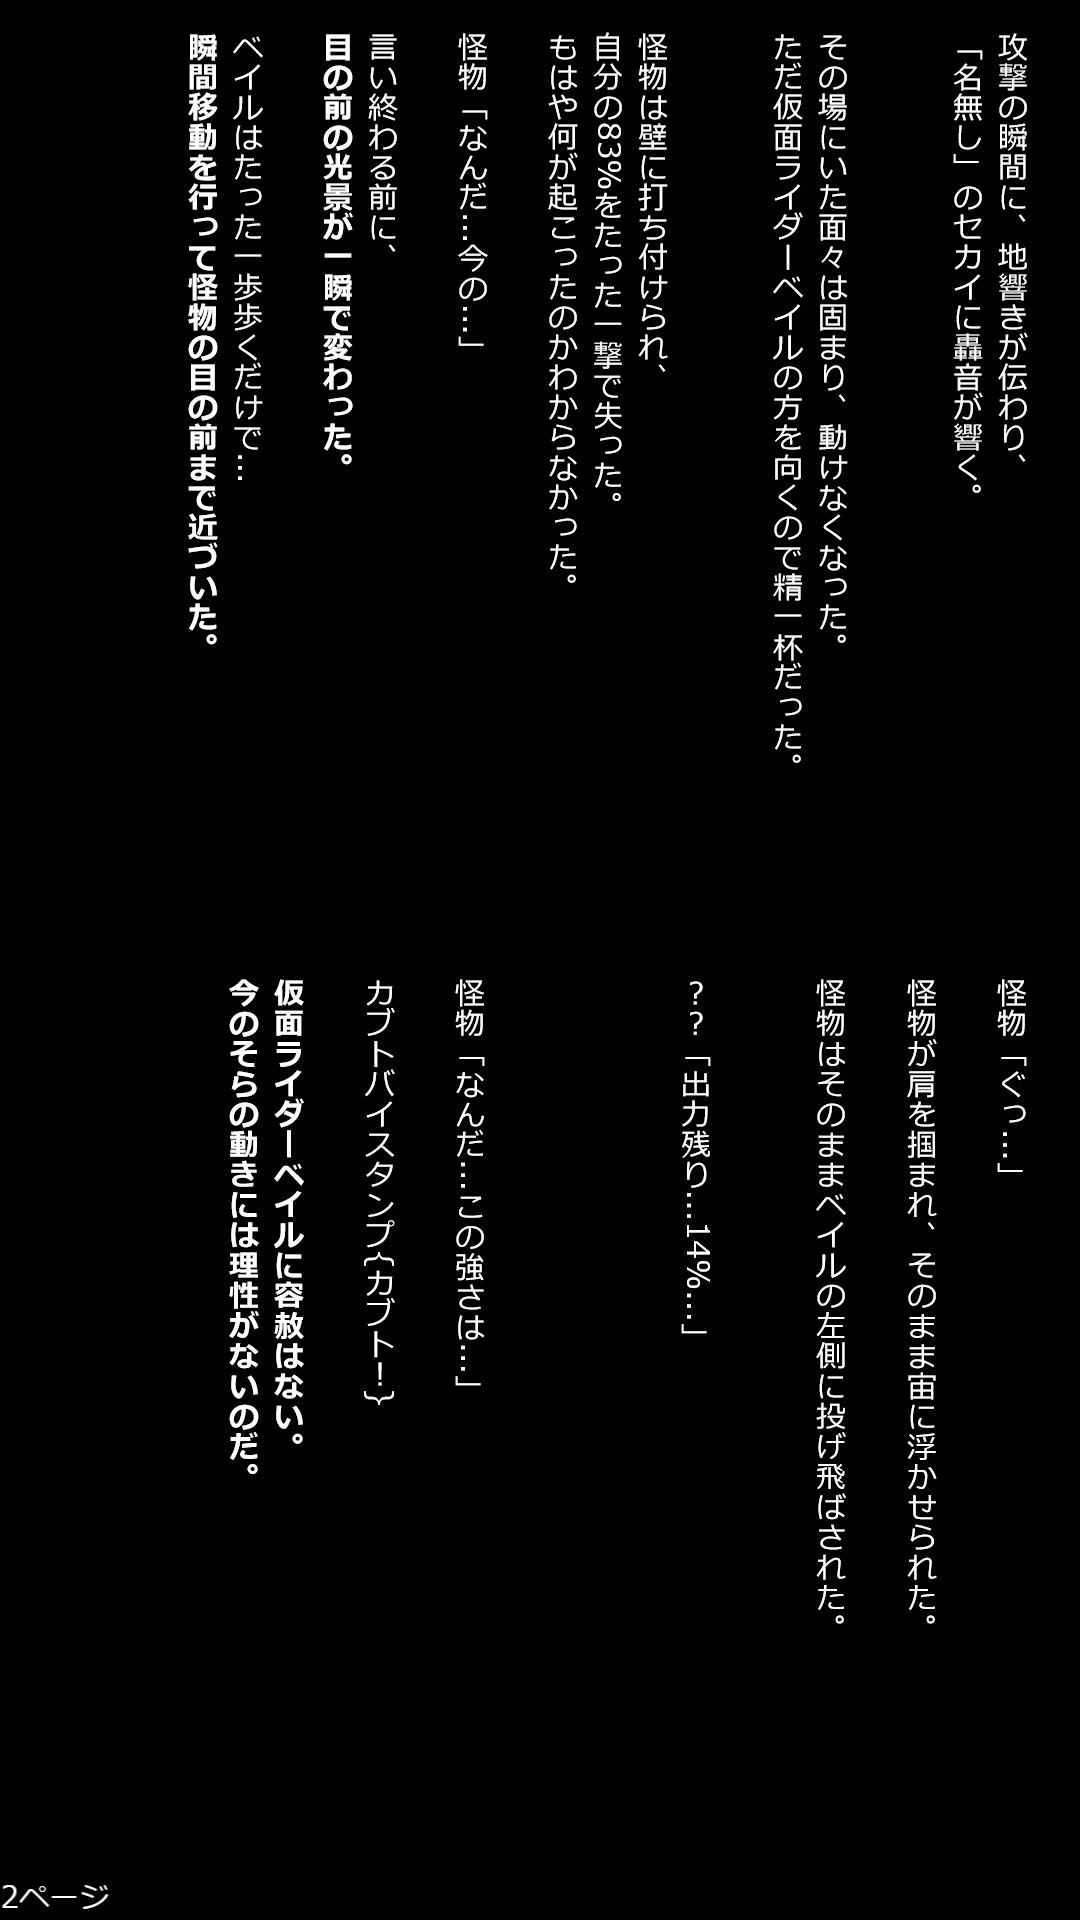 攻撃の瞬間に、地響きが伝わり、
「名無し」のセカイに轟音が響く。
その場にいた面々は固まり、動けなくなった。
ただ仮面ライダーベイルの方を向くので精一杯だった。
怪物は壁に打ち付けられ、
自分の83%をたった一撃で失った。
もはや何が起こったのかわからなかった。
怪物「なんだ…今の…」
言い終わる前に、
目の前の光景が一瞬で変わった。
ベイルはたった一歩歩くだけで…
瞬間移動を行って怪物の目の前まで近づいた。
怪物「ぐっ…」
怪物が肩を掴まれ、そのまま宙に浮かせられた。
怪物はそのままベイルの左側に投げ飛ばされた。
??「出力残り…14%…」
怪物「なんだ…この強さは…」
カブトバイスタンプ{カブト！}
仮面ライダーベイルに容赦はない。
今のそらの動きには理性がないのだ。
2ページ